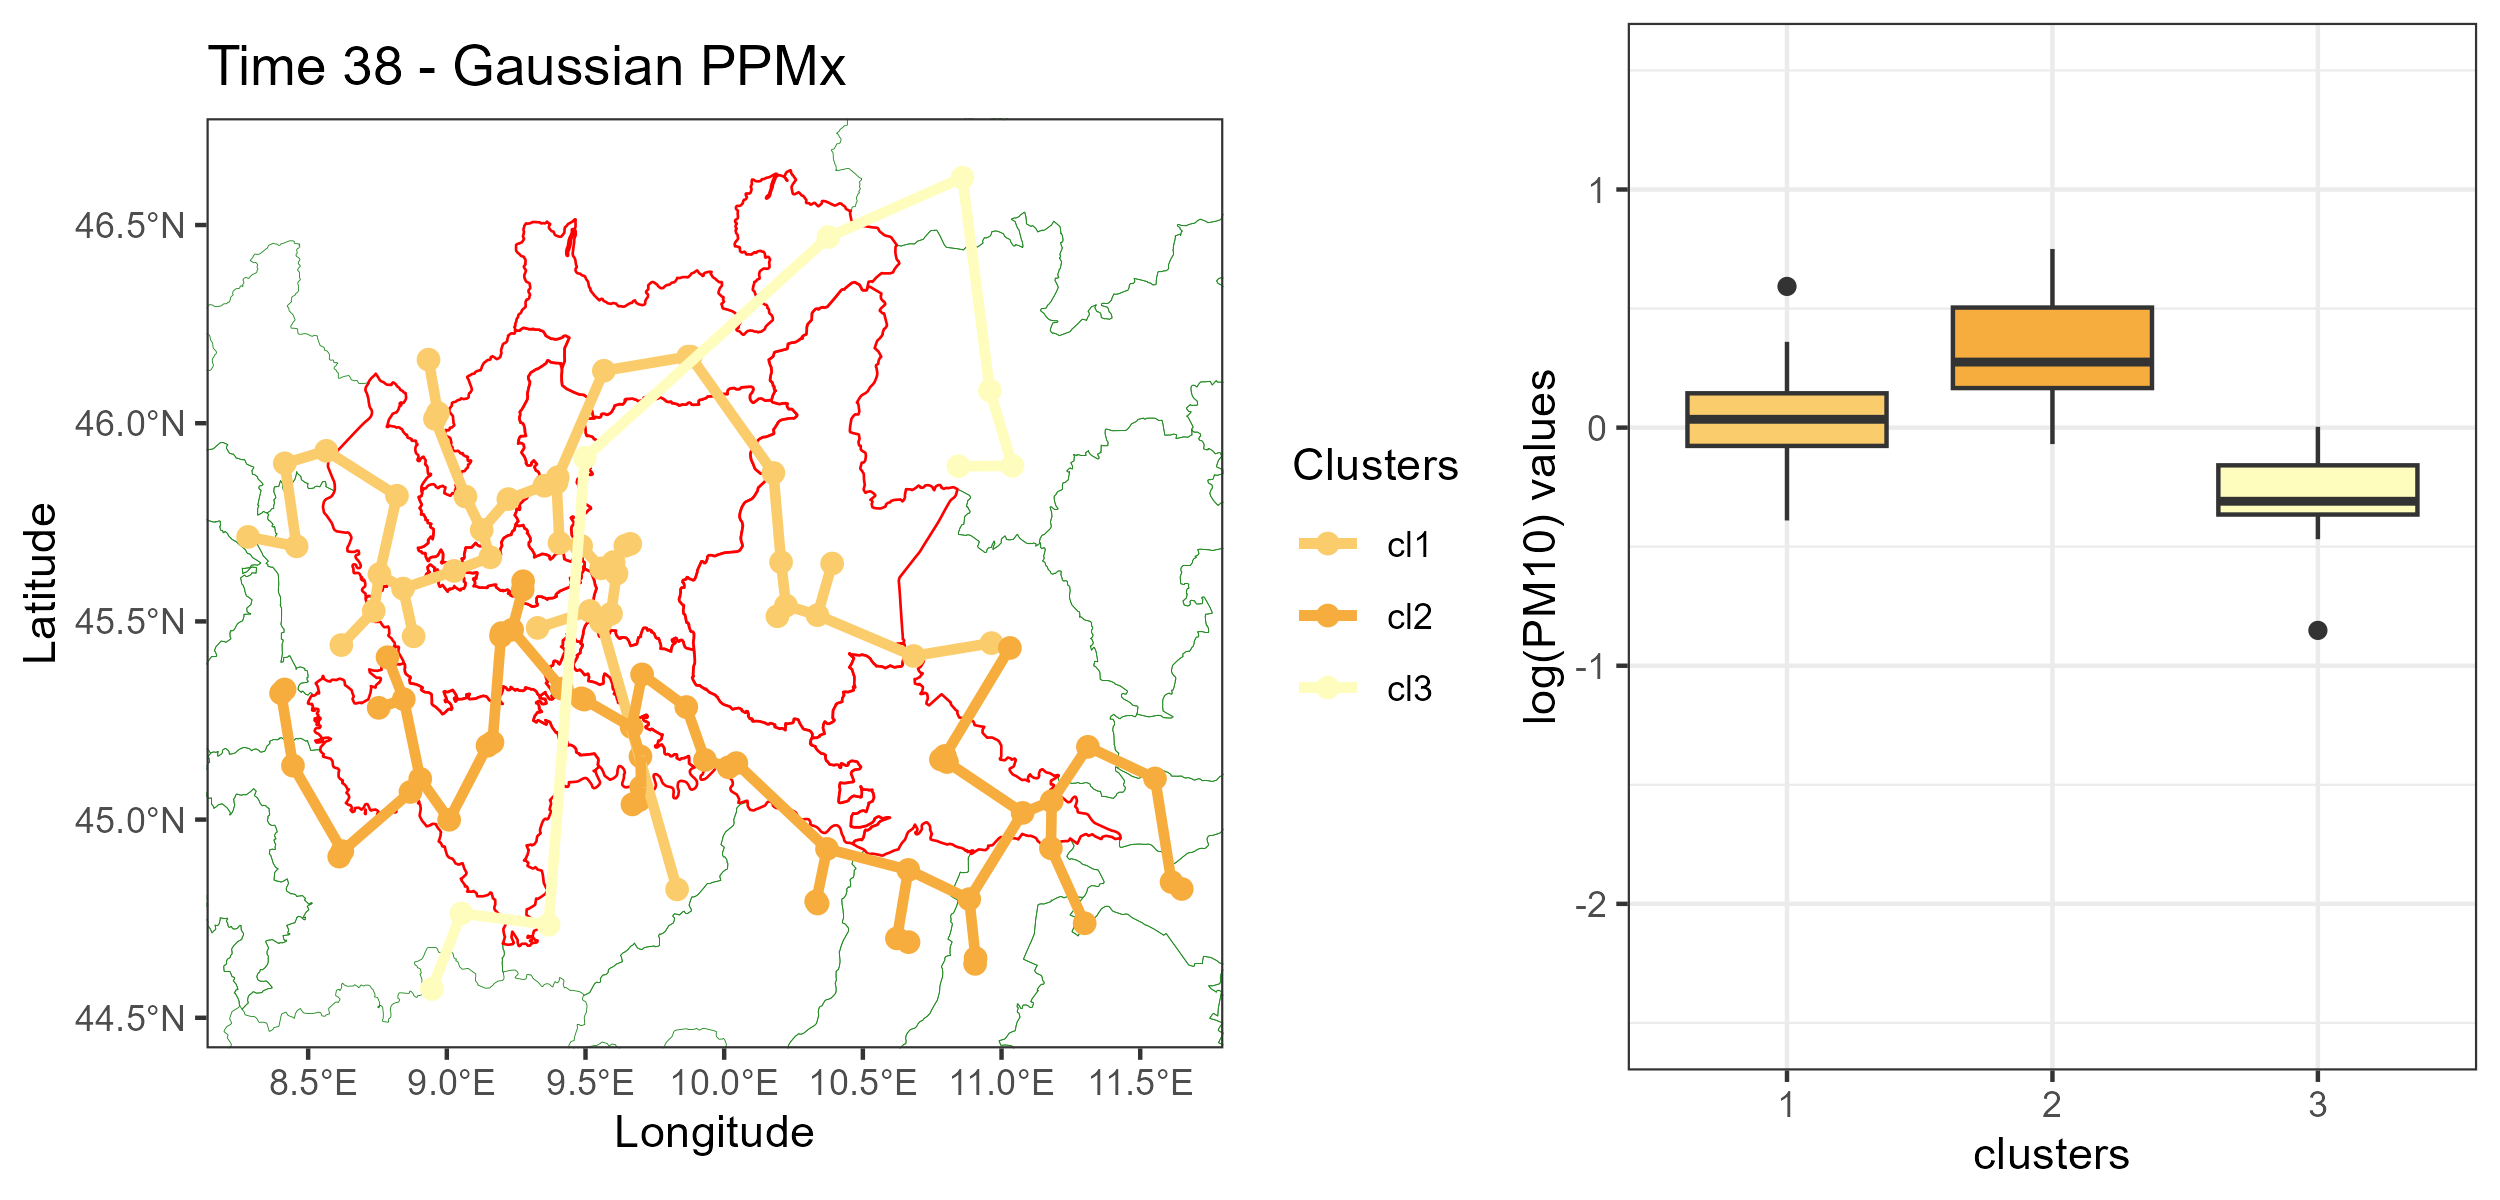 Time 38 - Gaussian PPMx
Latitude
46.5°N
46.0°N
45.5°N
45.0°N
44.5°N
8.5°E 9.0°E 9.5°E 10.0°E 10.5°E 11.0°E 11.5°E
Longitude
Clusters
cl1
cl2
cl3
log(PM10) values
1
0
-1
-2
1 2 3
clusters